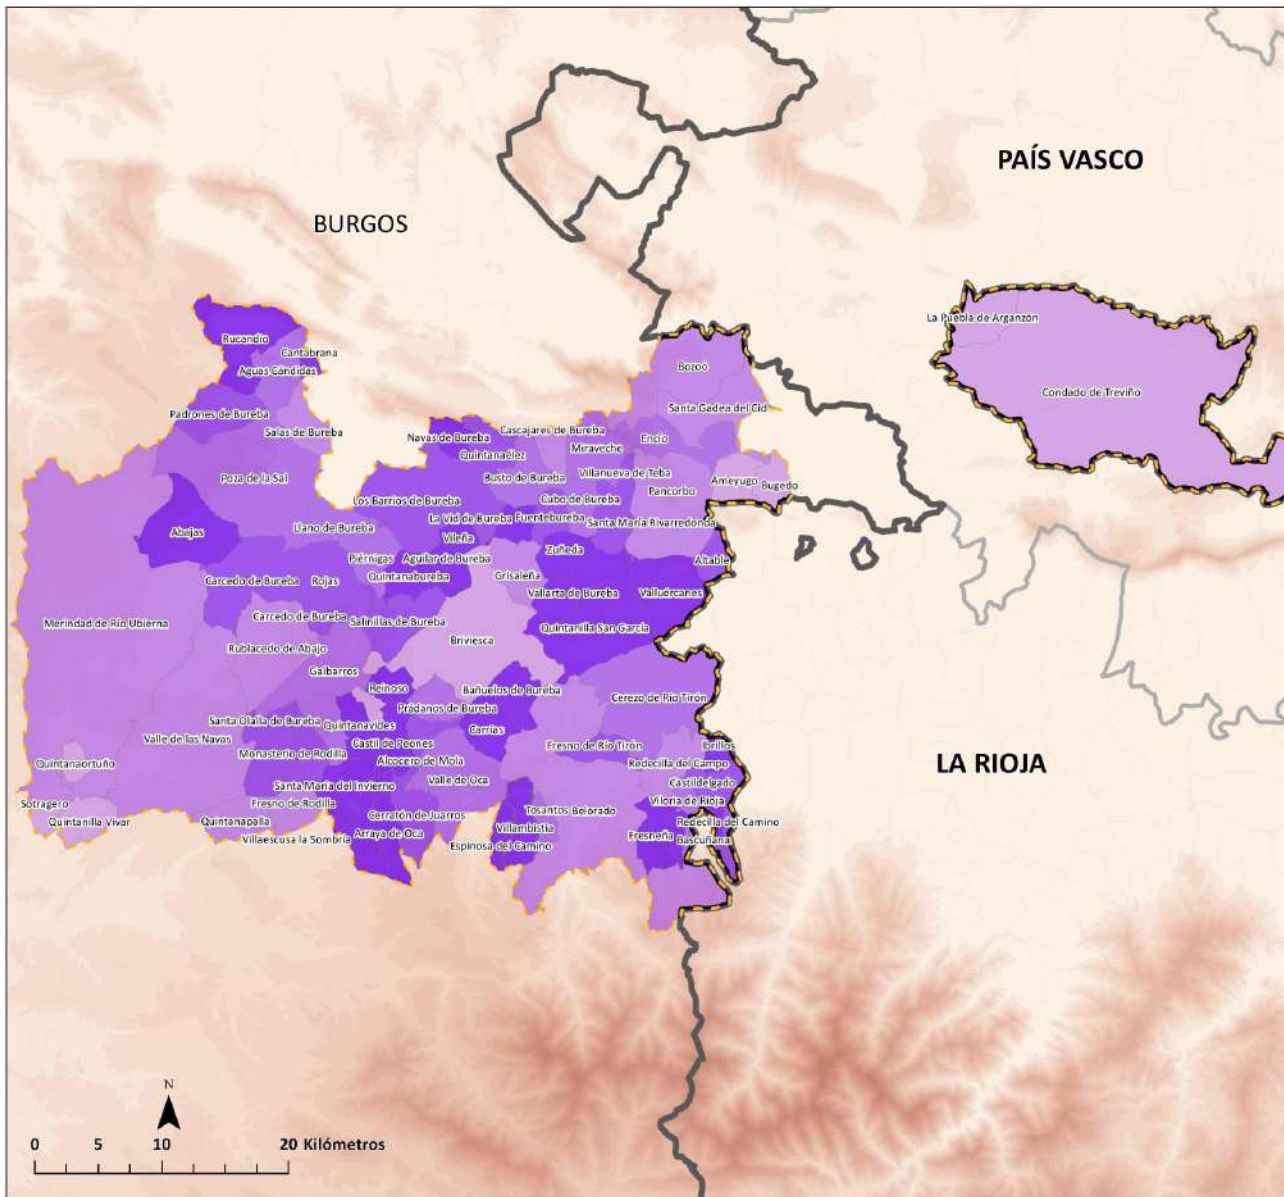 PAÍS VASCO
BURGOS
La Puebla de Arganzón
Rucandio
Cantabrana
Bozoó
Aguas Cándidas
Condado de Treviño
Padrones de Bureba
Santa Gadea del Cid
Salas de Bureba
Cascajares de Bureba
Navas de Bureba
Encío
Miraveche
Quintanaélez
Villanueva de Teba
Poza de la Sal
Busto de Bureba
Ameyugo
Bugedo
Pancorbo
Los Barrios de Bureba
Cubo de Bureba
La Vid de Bureba
Fuentebureba
Santa María Rivarredonda
Llano de Bureba
Abajas
Vileña
Zuñeda
Piérnigas
Aguilar de Bureba
Altable
Carcedo de Bureba
Rojas
Quintanabureba
Grisaleña
Vallarta de Bureba
Valluércanes
Carcedo de Bureba
Merindad de Río Ubierna
Salinillas de Bureba
Quintanilla San García
Briviesca
Rublacedo de Abajo
Galbarros
Reinoso
Bañuelos de Bureba
Cerezo de Río Tirón
Prádanos de Bureba
Santa Olalla de Bureba
Quintanavides
Carrias
Valle de las Navas
Castil de Peones
Fresno de Río Tirón
Ibrillos
Monasterio de Rodilla
Alcocero de Mola
Redecilla del Campo
LA RIOJA
Quintanaortuño
Valle de Oca
Castildelgado
Santa María del Invierno
Viloria de Rioja
Sotragero
Fresno de Rodilla
Tosantos
Belorado
Cerratón de Juarros
Redecilla del Camino
Quintanilla Vivar
Quintanapalla
Villambistia
Arraya de Oca
Fresneña
Villaescusa la Sombría
Bascuñana
Espinosa del Camino
N
0 5 10 20 Kilómetros